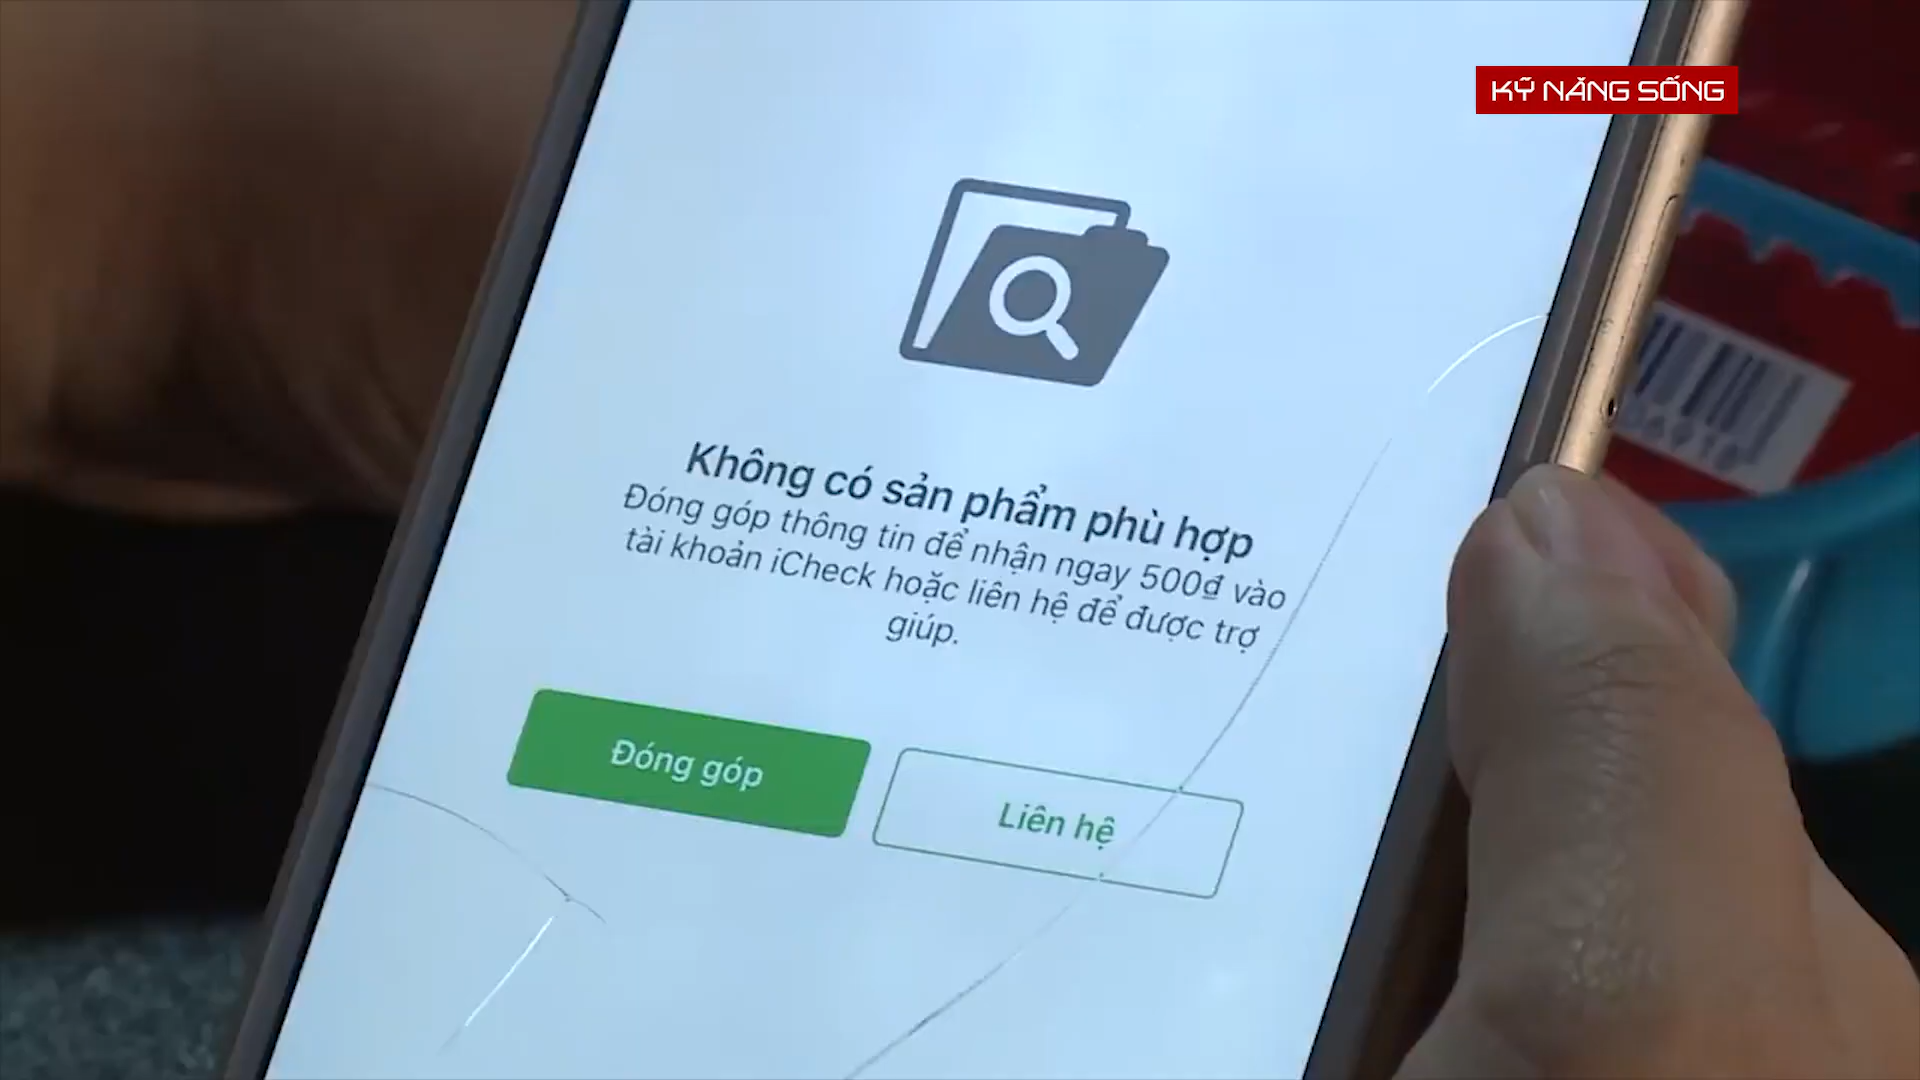 KỸ NĂNG SỐNG
Không có sản phẩm phù hợp
Đóng góp thông tin để nhận ngay 500₫ vào
tài khoản iCheck hoặc liên hệ để được trợ
giúp.
Đóng góp
Liên hệ